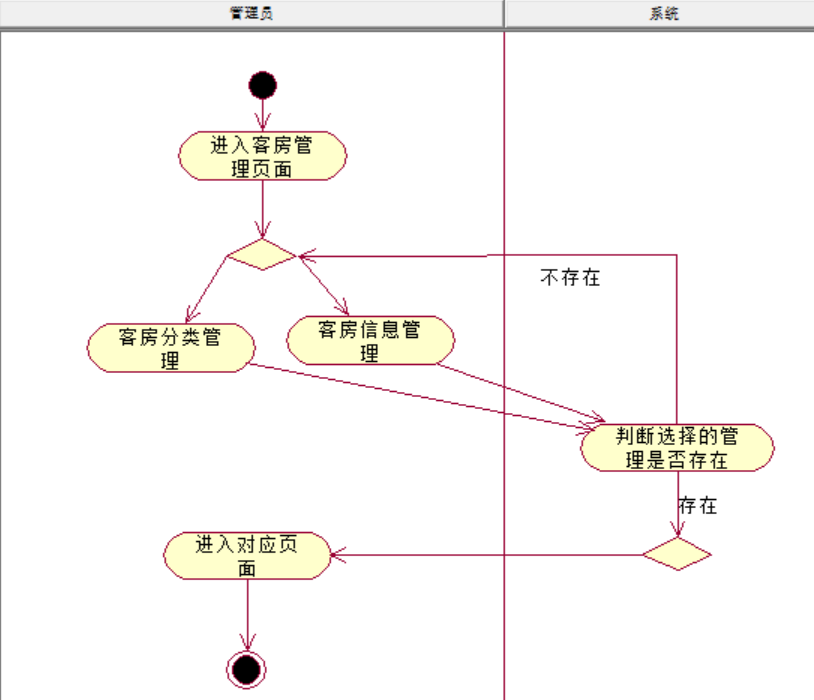 管理员
系统
进入客房管
理页面
不存在
客房分类管
理
客房信息管
理
判断选择的管
理是否存在
存在
进入对应页
面